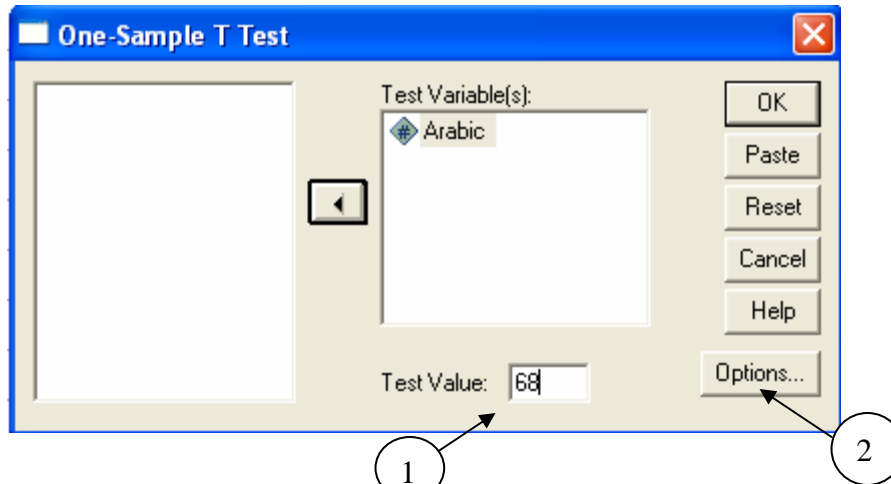 One-Sample T Test
Test Variable(s):
# Arabic
OK
Paste
Reset
Cancel
Help
Test Value: 68
Options...
1
2